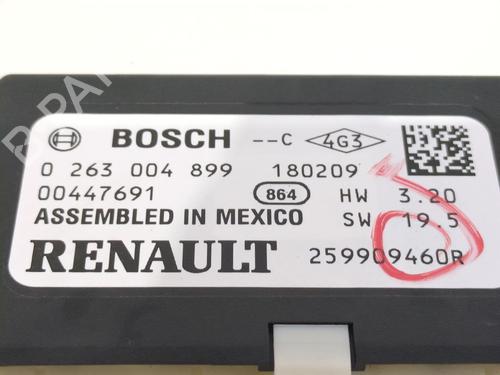 BOSCH --C 4G3
0 263 004 899 180209
00447691 864 HW 3.20
ASSEMBLED IN MEXICO SW 19.5
RENAULT 259909460R